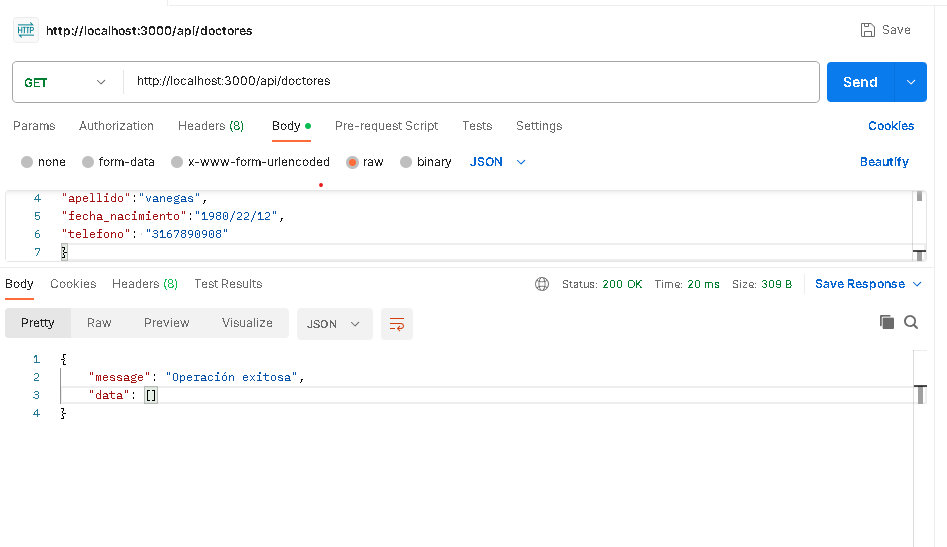 HTTP http://localhost:3000/api/doctores Save
GET http://localhost:3000/api/doctores Send
Params Authorization Headers (8) Body Pre-request Script Tests Settings Cookies
none form-data x-www-form-urlencoded raw binary JSON Beautify
4 "apellido":"vanegas",
5 "fecha_nacimiento":"1980/22/12",
6 "telefono": "3167890908"
7 }
Body Cookies Headers (8) Test Results Status: 200 OK Time: 20 ms Size: 309 B Save Response
Pretty Raw Preview Visualize JSON
1 {
2 "message": "Operación exitosa",
3 "data": []
4 }